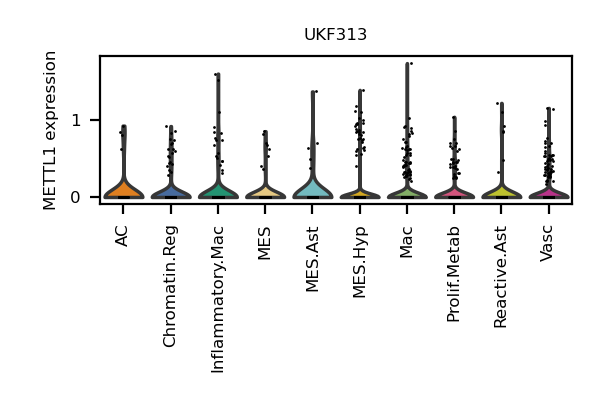 UKF313
METTL1 expression
1
0
AC
Chromatin.Reg
Inflammatory.Mac
MES
MES.Ast
MES.Hyp
Mac
Prolif.Metab
Reactive.Ast
Vasc